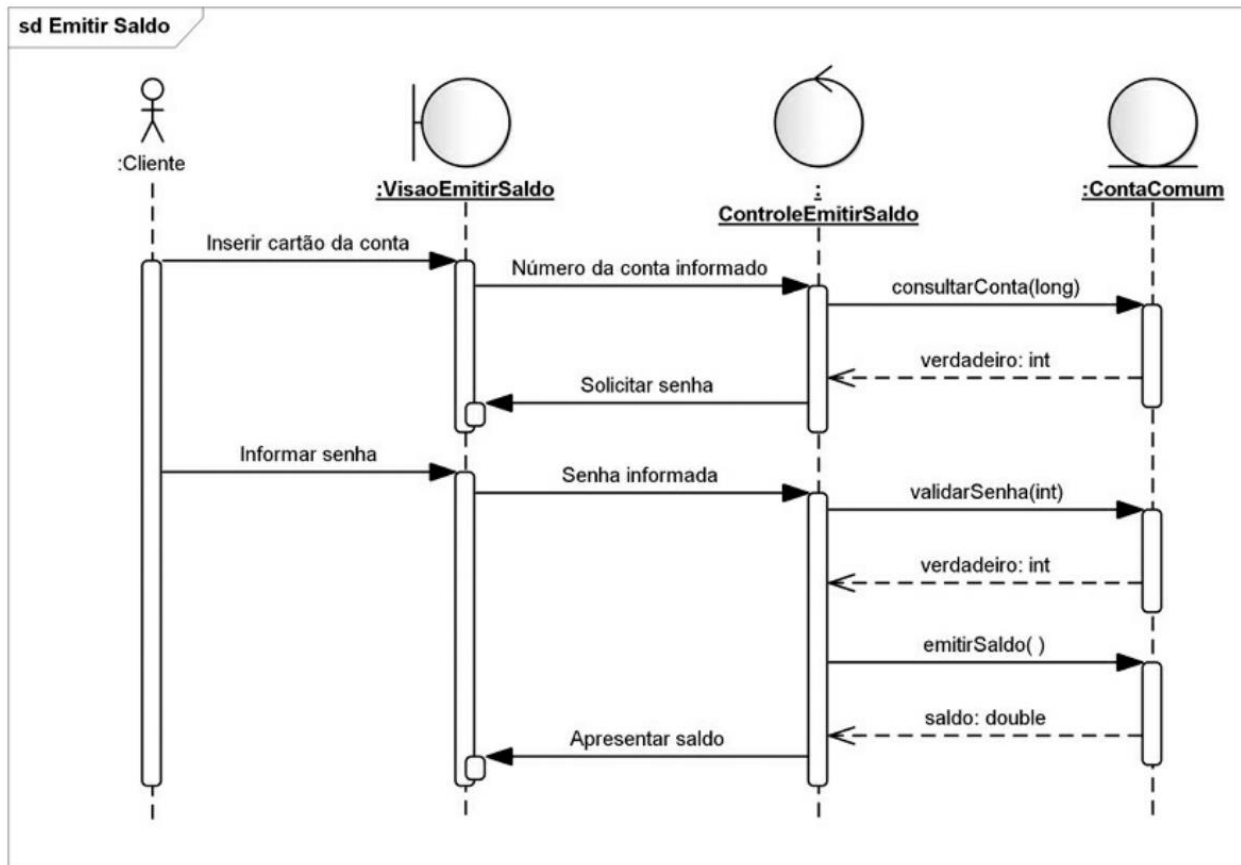 sd Emitir Saldo
:Cliente
:VisaoEmitirSaldo
:
ControleEmitirSaldo
:ContaComum
Inserir cartão da conta
Número da conta informado
consultarConta(long)
verdadeiro: int
Solicitar senha
Informar senha
Senha informada
validarSenha(int)
verdadeiro: int
emitirSaldo( )
saldo: double
Apresentar saldo